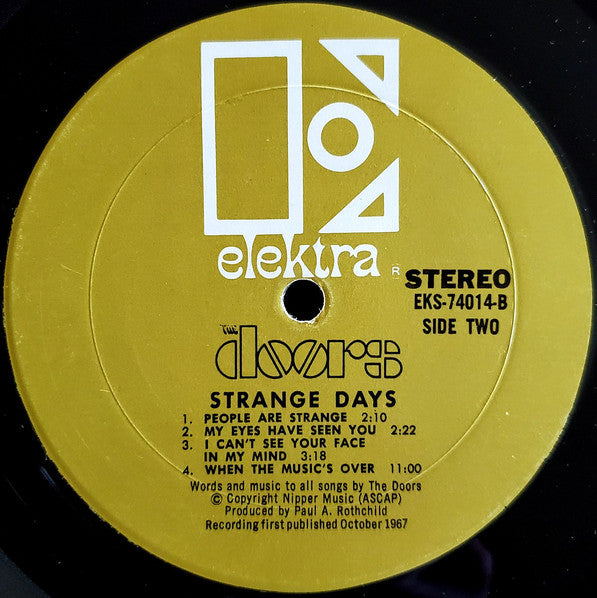 elektra ®
STEREO
EKS-74014-B
SIDE TWO
THE
doors
STRANGE DAYS
1. PEOPLE ARE STRANGE 2:10
2. MY EYES HAVE SEEN YOU 2:22
3. I CAN'T SEE YOUR FACE
IN MY MIND 3:18
4. WHEN THE MUSIC'S OVER 11:00
Words and music to all songs by The Doors
© Copyright Nipper Music (ASCAP)
Produced by Paul A. Rothchild
Recording first published October 1967